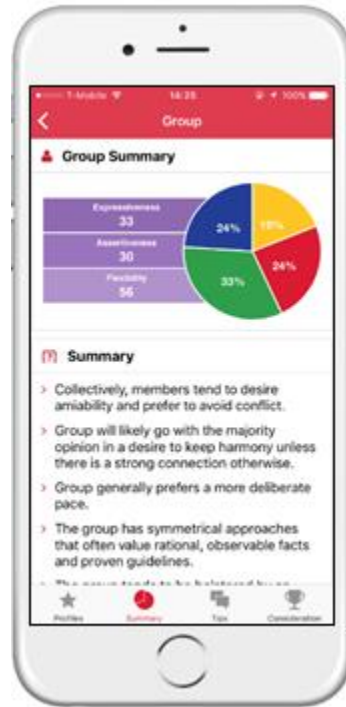 T-Mobile 14:35 100%
Group
Group Summary
Expressiveness
33
Assertiveness
30
Flexibility
56
24%
24%
33%
Summary
Collectively, members tend to desire
amiability and prefer to avoid conflict.
Group will likely go with the majority
opinion in a desire to keep harmony unless
there is a strong connection otherwise.
Group generally prefers a more deliberate
pace.
The group has symmetrical approaches
that often value rational, observable facts
and proven guidelines.
Profiles
Summary
Tips
Consideration